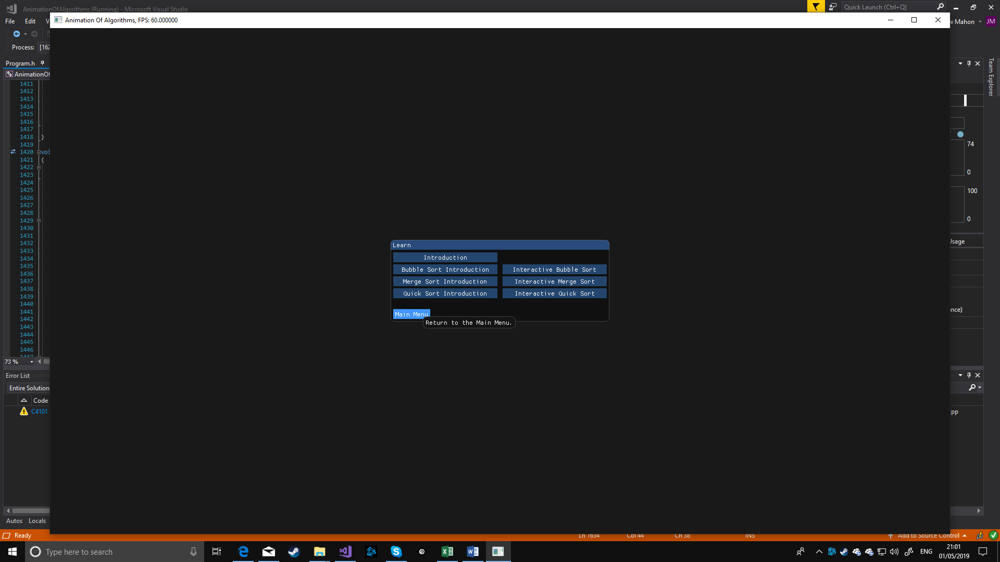 AnimationOfAlgorithms (Running) - Microsoft Visual Studio
Quick Launch (Ctrl+Q)
File Edit V
Animation Of Algorithms, FPS: 60.000000
w Mahon JM
Process: [162
Program.h
AnimationOf
Team Explorer
1411
1412
1413
1414
1415
1416
1417
1418 }
1419
1420 voi
1421 {
1422
1423
1424
1425
1426
1427
1428
1429
1430
1431
1432
1433
1434
1435
1436
1437
1438
1439
1440
1441
1442
1443
1444
1445
1446
1447
74
0
100
0
Usage
nce)
Learn
Introduction
Bubble Sort Introduction Interactive Bubble Sort
Merge Sort Introduction Interactive Merge Sort
Quick Sort Introduction Interactive Quick Sort
Main Menu
Return to the Main Menu.
73 %
Error List
Entire Solution
Code
C4101
cpp
Autos Locals
Ready Ln 1634 Col 44 Ch 38 INS Add to Source Control
Type here to search
ENG
21:01
01/05/2019